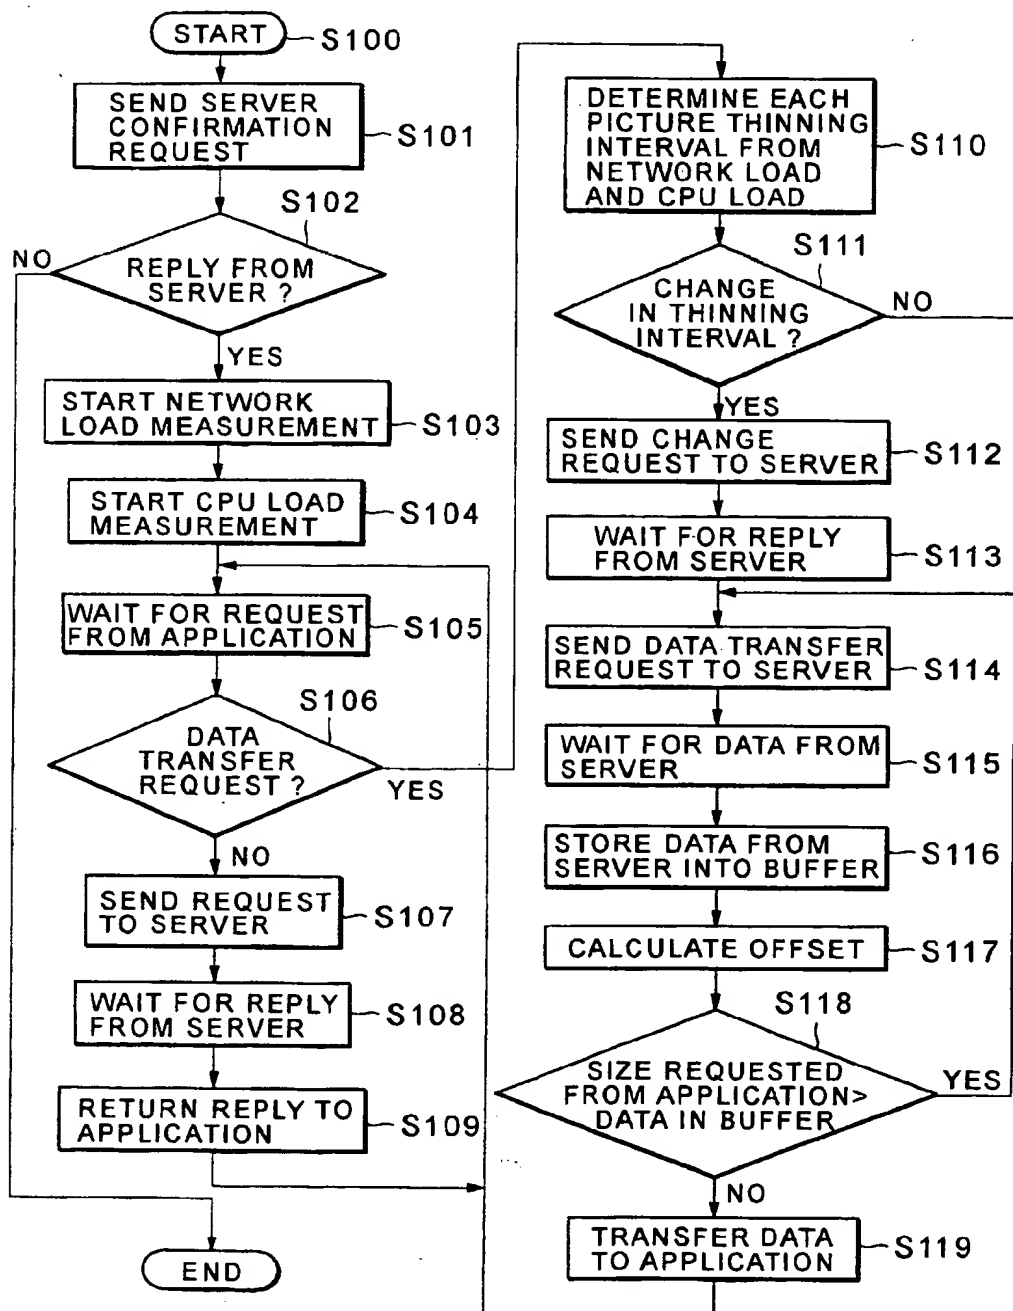 START
S100
SEND SERVER
CONFIRMATION
REQUEST
S101
S102
NO
REPLY FROM
SERVER ?
YES
START NETWORK
LOAD MEASUREMENT
S103
START CPU LOAD
MEASUREMENT
S104
WAIT FOR REQUEST
FROM APPLICATION
S105
S106
DATA
TRANSFER
REQUEST ?
YES
NO
SEND REQUEST
TO SERVER
S107
WAIT FOR REPLY
FROM SERVER
S108
RETURN REPLY TO
APPLICATION
S109
END
DETERMINE EACH
PICTURE THINNING
INTERVAL FROM
NETWORK LOAD
AND CPU LOAD
S110
S111
CHANGE
IN THINNING
INTERVAL ?
NO
YES
SEND CHANGE
REQUEST TO SERVER
S112
WAIT FOR REPLY
FROM SERVER
S113
SEND DATA TRANSFER
REQUEST TO SERVER
S114
WAIT FOR DATA FROM
SERVER
S115
STORE DATA FROM
SERVER INTO BUFFER
S116
CALCULATE OFFSET
S117
S118
SIZE REQUESTED
FROM APPLICATION>
DATA IN BUFFER
YES
NO
TRANSFER DATA
TO APPLICATION
S119